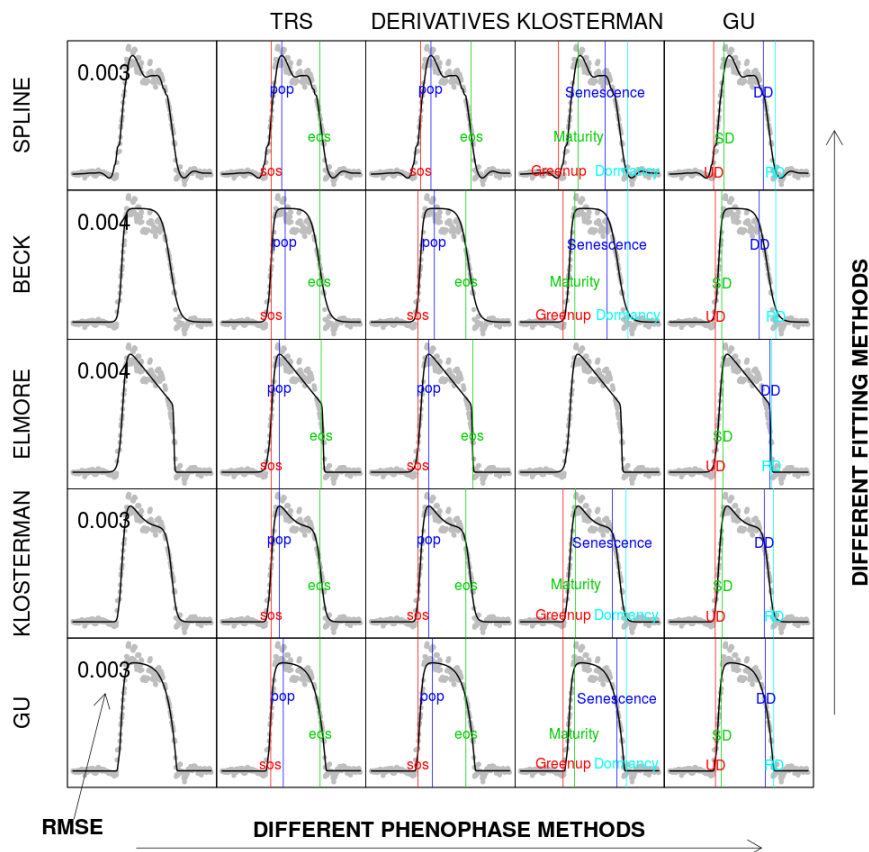 TRS DERIVATIVES KLOSTERMAN GU
SPLINE
0.003
pop
eos
sos
pop
eos
sos
Senescence
Maturity
Greenup Dormancy
DD
SD
UD RD
BECK
0.004
pop
eos
sos
pop
eos
sos
Senescence
Maturity
Greenup Dormancy
DD
SD
UD RD
ELMORE
0.004
pop
eos
sos
pop
eos
sos
DD
SD
UD RD
KLOSTERMAN
0.003
pop
eos
sos
pop
eos
sos
Senescence
Maturity
Greenup Dormancy
DD
SD
UD RD
GU
0.003
pop
eos
sos
pop
eos
sos
Senescence
Maturity
Greenup Dormancy
DD
SD
UD RD
DIFFERENT FITTING METHODS
RMSE
DIFFERENT PHENOPHASE METHODS